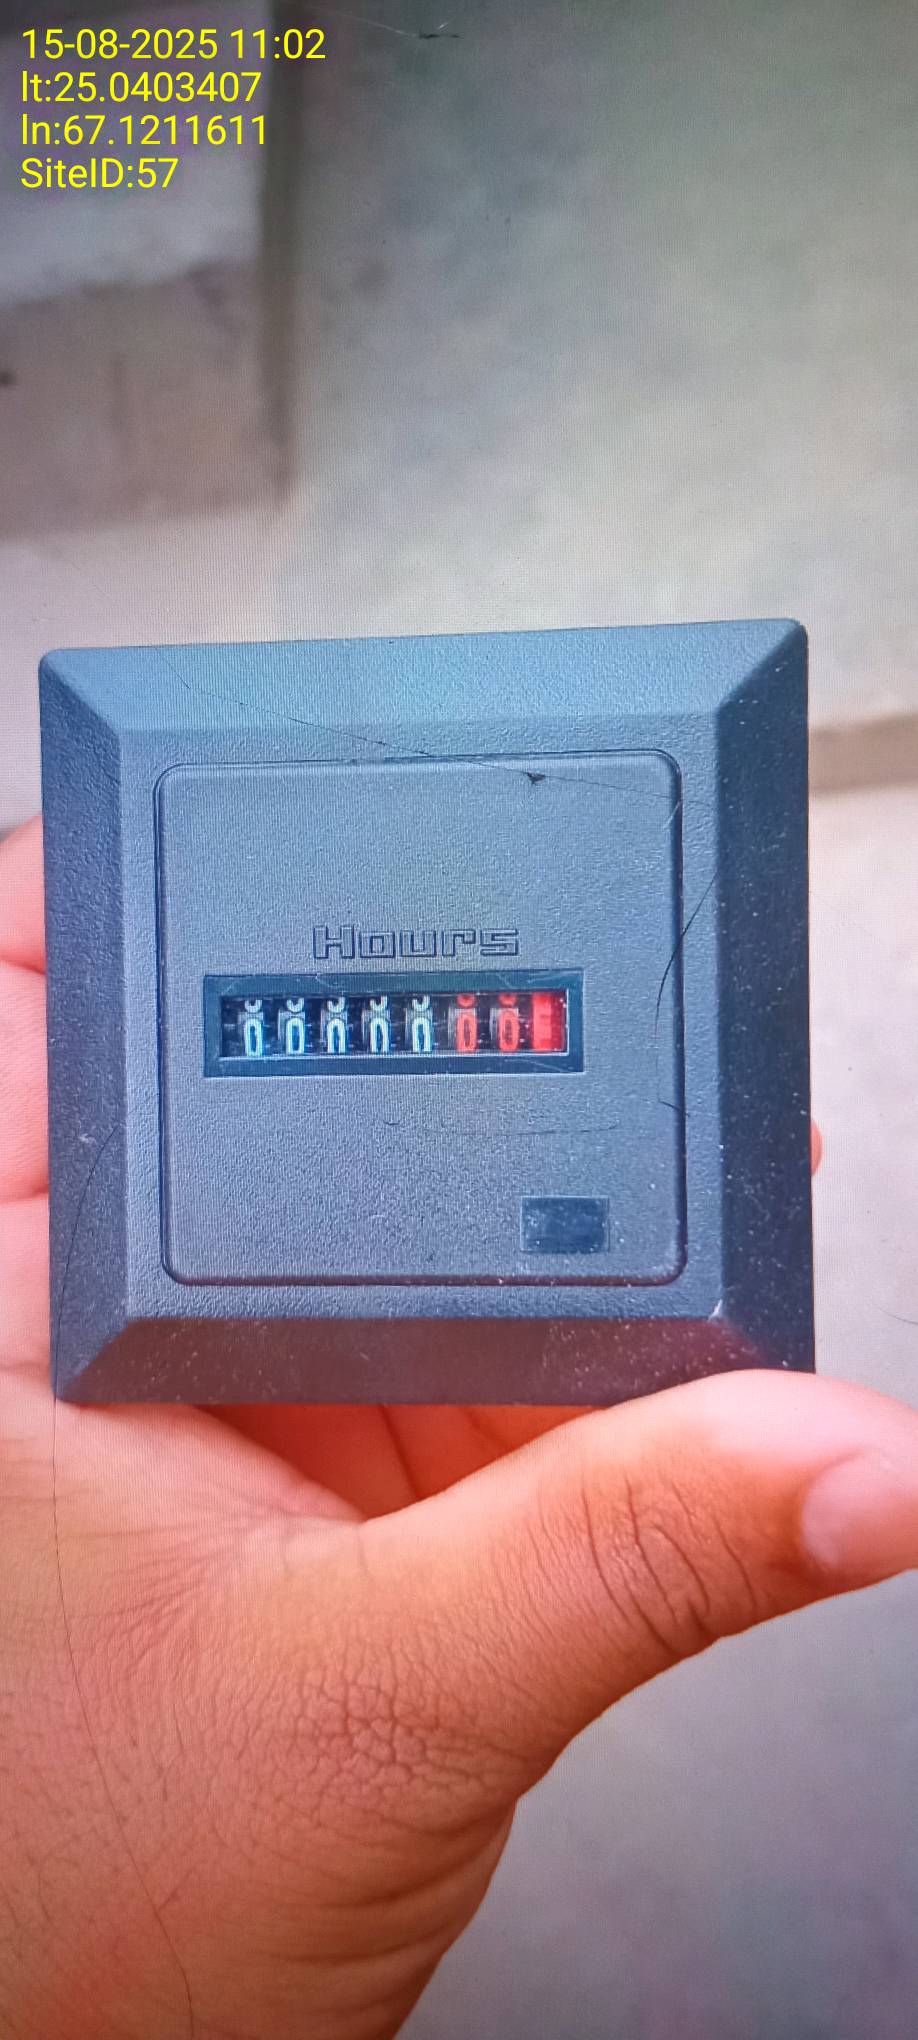 15-08-2025 11:02
lt:25.0403407
ln:67.1211611
SiteID:57
Hours
0000000